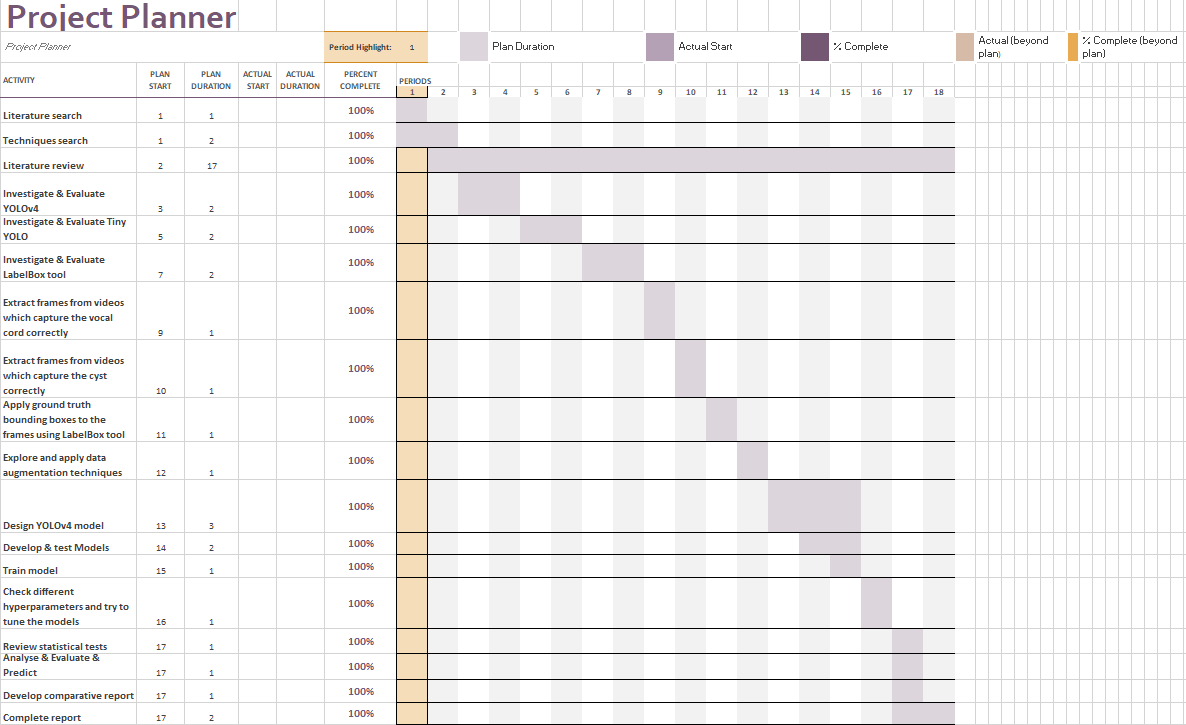 Project Planner
Project Planner
Period Highlight: 1
Plan Duration
Actual Start
% Complete
Actual (beyond
plan)
% Complete (beyond
plan)
ACTIVITY
PLAN
START
PLAN
DURATION
ACTUAL
START
ACTUAL
DURATION
PERCENT
COMPLETE
PERIODS
1 2 3 4 5 6 7 8 9 10 11 12 13 14 15 16 17 18
Literature search 1 1 100%
Techniques search 1 2 100%
Literature review 2 17 100%
Investigate & Evaluate
YOLOv4 3 2 100%
Investigate & Evaluate Tiny
YOLO 5 2 100%
Investigate & Evaluate
LabelBox tool 7 2 100%
Extract frames from videos
which capture the vocal
cord correctly 9 1 100%
Extract frames from videos
which capture the cyst
correctly 10 1 100%
Apply ground truth
bounding boxes to the
frames using LabelBox tool 11 1 100%
Explore and apply data
augmentation techniques 12 1 100%
Design YOLOv4 model 13 3 100%
Develop & test Models 14 2 100%
Train model 15 1 100%
Check different
hyperparameters and try to
tune the models 16 1 100%
Review statistical tests 17 1 100%
Analyse & Evaluate &
Predict 17 1 100%
Develop comparative report 17 1 100%
Complete report 17 2 100%